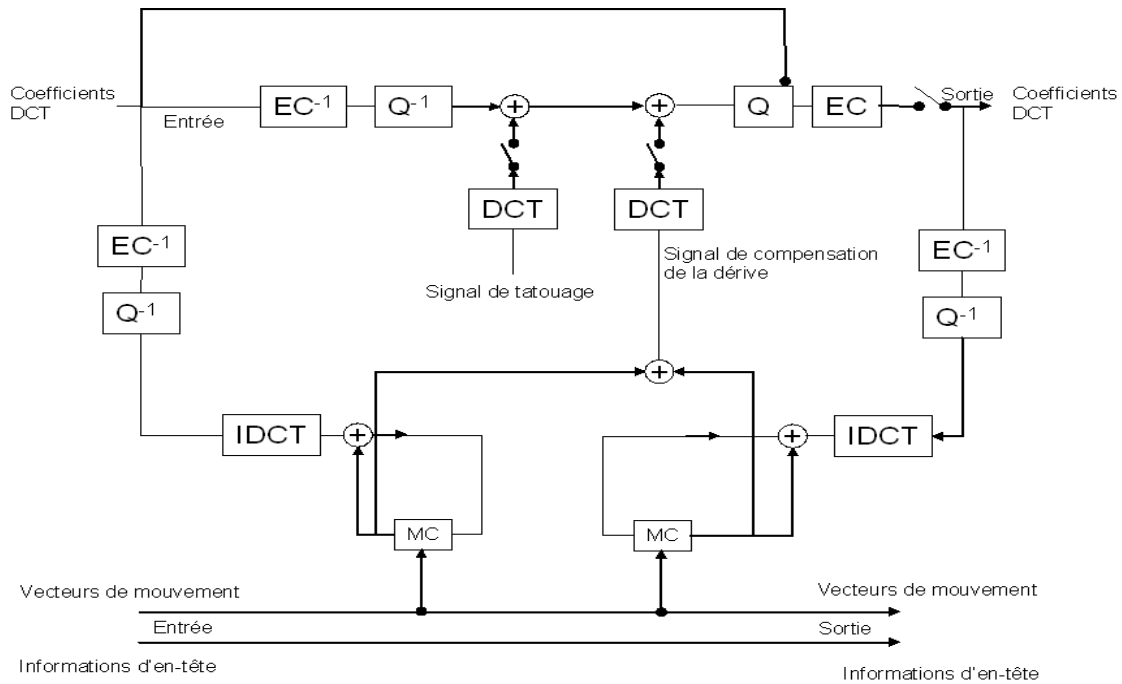 Coefficients
DCT
Entrée
EC-1
Q-1
+
+
Q
EC
Sortie
Coefficients
DCT
DCT
DCT
EC-1
Q-1
Signal de tatouage
Signal de compensation
de la dérive
EC-1
Q-1
+
IDCT
+
+
IDCT
MC
MC
Vecteurs de mouvement
Vecteurs de mouvement
Entrée
Sortie
Informations d'en-tête
Informations d'en-tête